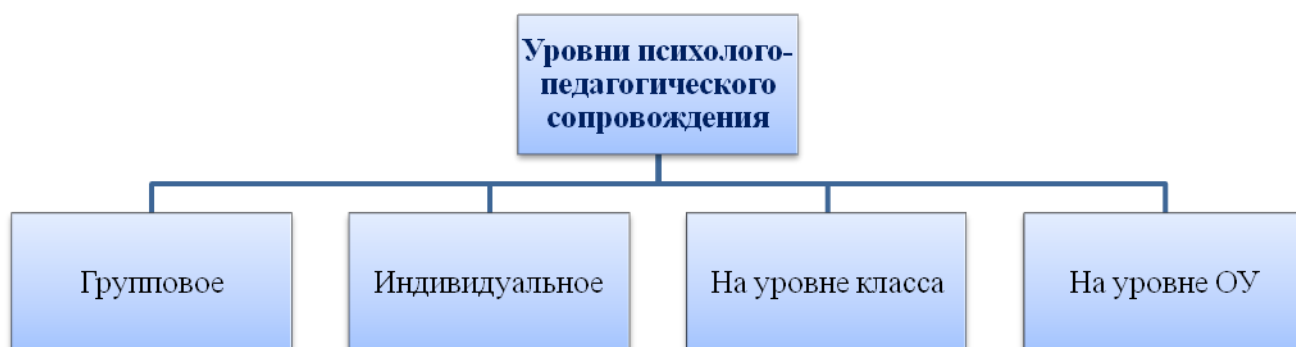 Уровни психолого-
педагогического
сопровождения
Групповое
Индивидуальное
На уровне класса
На уровне ОУ